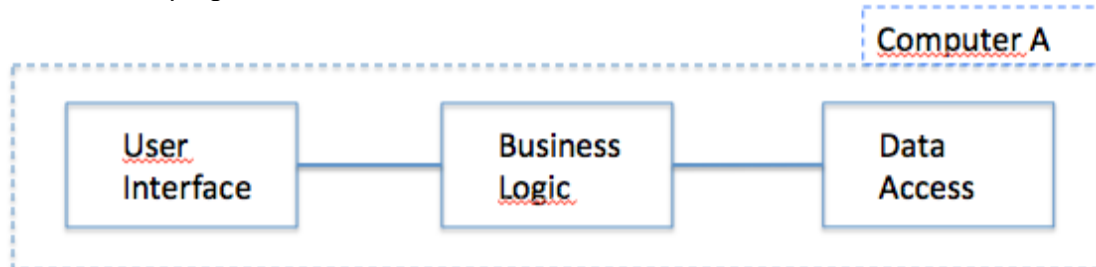 Computer A
User
Interface
Business
Logic
Data
Access